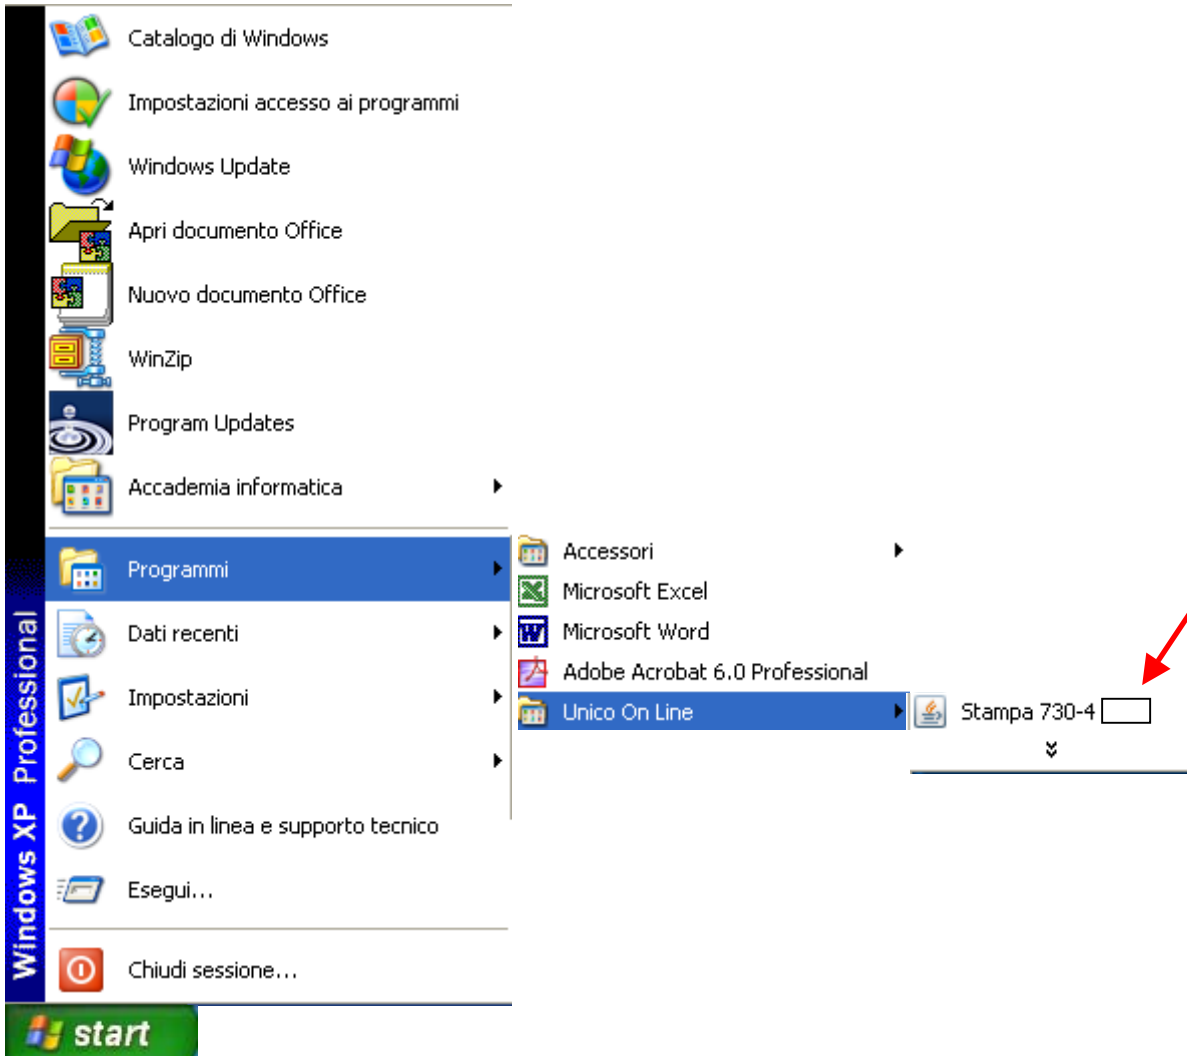 Catalogo di Windows
Impostazioni accesso ai programmi
Windows Update
Apri documento Office
Nuovo documento Office
WinZip
Program Updates
Accademia informatica
Programmi
Dati recenti
Impostazioni
Cerca
Guida in linea e supporto tecnico
Esegui...
Chiudi sessione...
Windows XP Professional
start
Accessori
Microsoft Excel
Microsoft Word
Adobe Acrobat 6.0 Professional
Unico On Line
Stampa 730-4